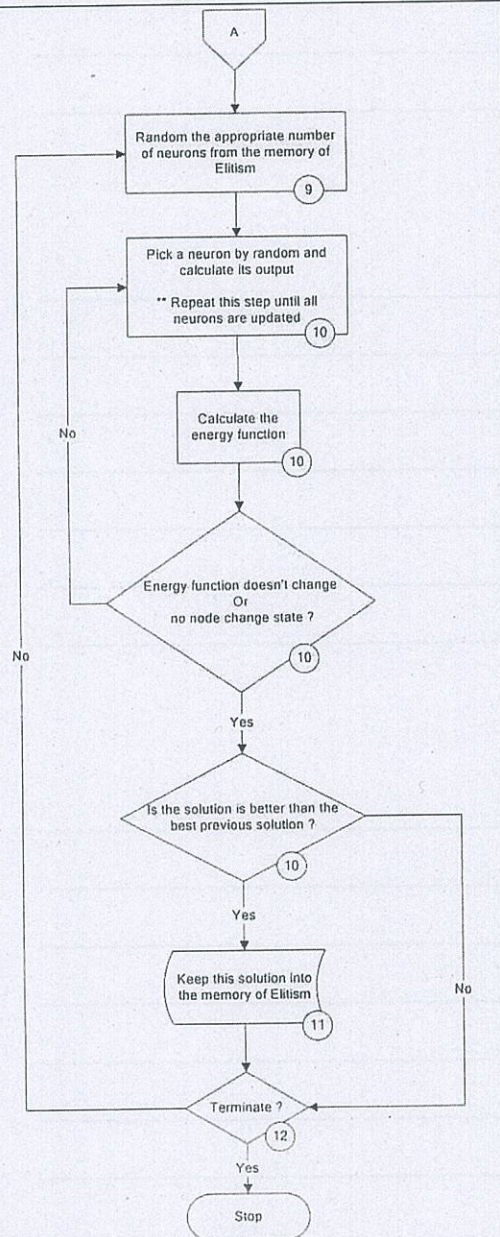 A
Random the appropriate number
of neurons from the memory of
Elitism
9
Pick a neuron by random and
calculate its output
** Repeat this step until all
neurons are updated
10
No
Calculate the
energy function
10
Energy function doesn't change
Or
no node change state ?
10
No
Yes
Is the solution is better than the
best previous solution ?
10
Yes
Keep this solution into
the memory of Elitism
11
No
Terminate ?
12
Yes
Stop